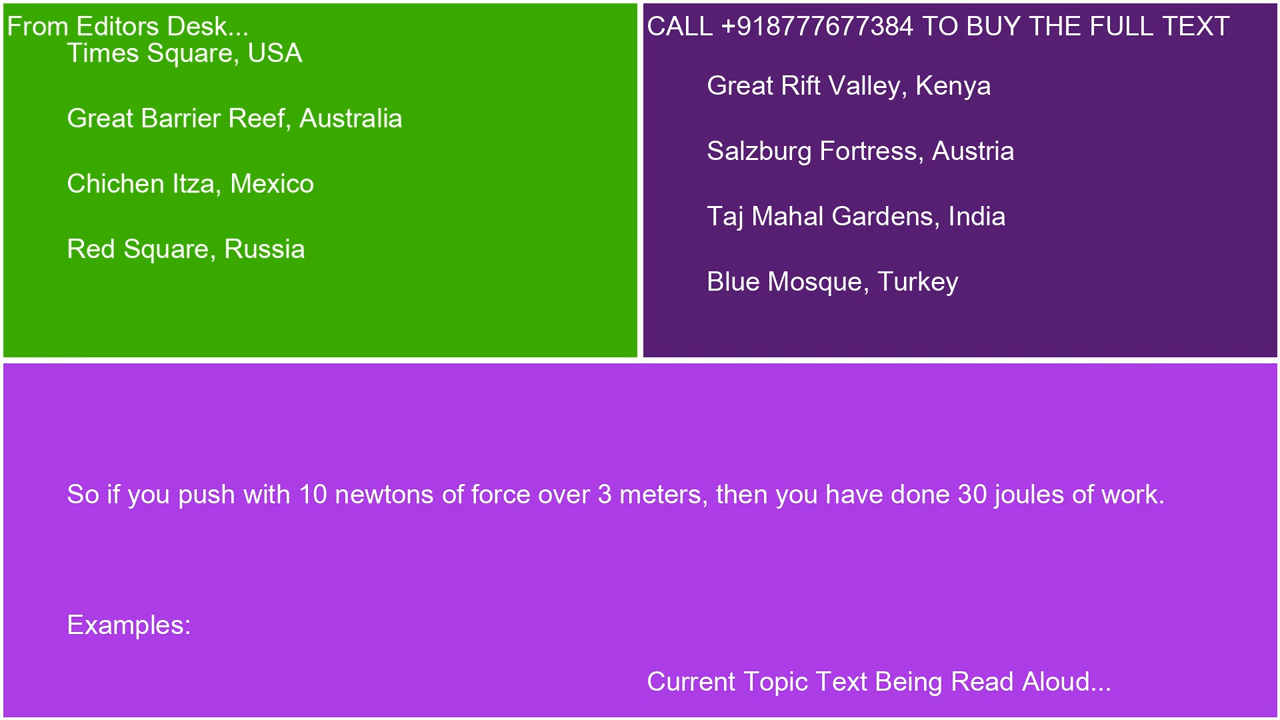 From Editors Desk...
Times Square, USA
Great Barrier Reef, Australia
Chichen Itza, Mexico
Red Square, Russia
CALL +918777677384 TO BUY THE FULL TEXT
Great Rift Valley, Kenya
Salzburg Fortress, Austria
Taj Mahal Gardens, India
Blue Mosque, Turkey
So if you push with 10 newtons of force over 3 meters, then you have done 30 joules of work.
Examples:
Current Topic Text Being Read Aloud...